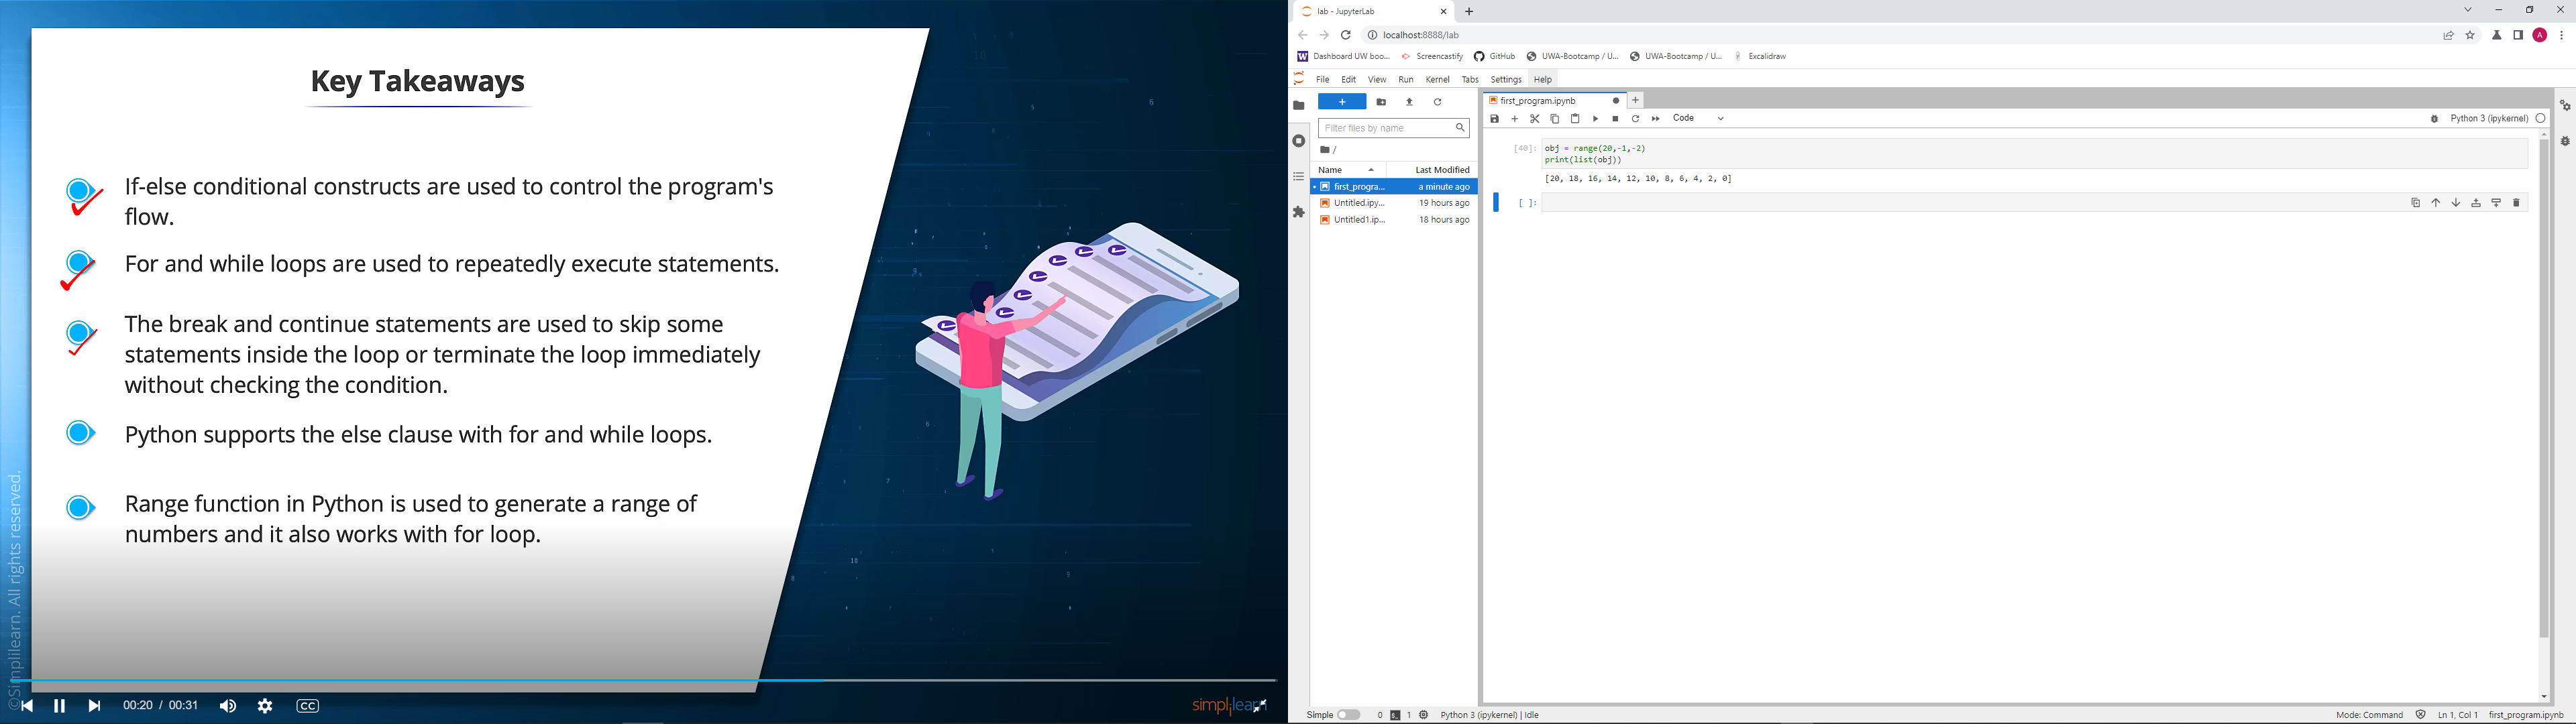 Key Takeaways
If-else conditional constructs are used to control the program's
flow.
For and while loops are used to repeatedly execute statements.
The break and continue statements are used to skip some
statements inside the loop or terminate the loop immediately
without checking the condition.
Python supports the else clause with for and while loops.
Range function in Python is used to generate a range of
numbers and it also works with for loop.
©Simplilearn. All rights reserved.
00:20 / 00:31
CC
simplilearn
lab - JupyterLab
localhost:8888/lab
A
Dashboard UW boo...
Screencastify
GitHub
UWA-Bootcamp / U...
UWA-Bootcamp / U...
Excalidraw
File Edit View Run Kernel Tabs Settings Help
Filter files by name
/
Name Last Modified
first_progra... a minute ago
Untitled.ipy... 19 hours ago
Untitled1.ip... 18 hours ago
first_program.ipynb
Code
Python 3 (ipykernel)
[40]: obj = range(20,-1,-2)
print(list(obj))
[20, 18, 16, 14, 12, 10, 8, 6, 4, 2, 0]
[ ]:
Simple 0 1 Python 3 (ipykernel) | Idle
Mode: Command Ln 1, Col 1 first_program.ipynb